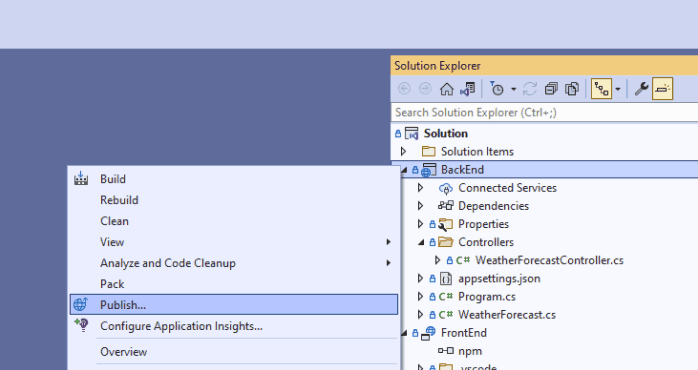 Solution Explorer
Search Solution Explorer (Ctrl+;)
Solution
Solution Items
BackEnd
Connected Services
Dependencies
Properties
Controllers
C# WeatherForecastController.cs
appsettings.json
C# Program.cs
C# WeatherForecast.cs
FrontEnd
npm
.vscode
Build
Rebuild
Clean
View
Analyze and Code Cleanup
Pack
Publish...
Configure Application Insights...
Overview